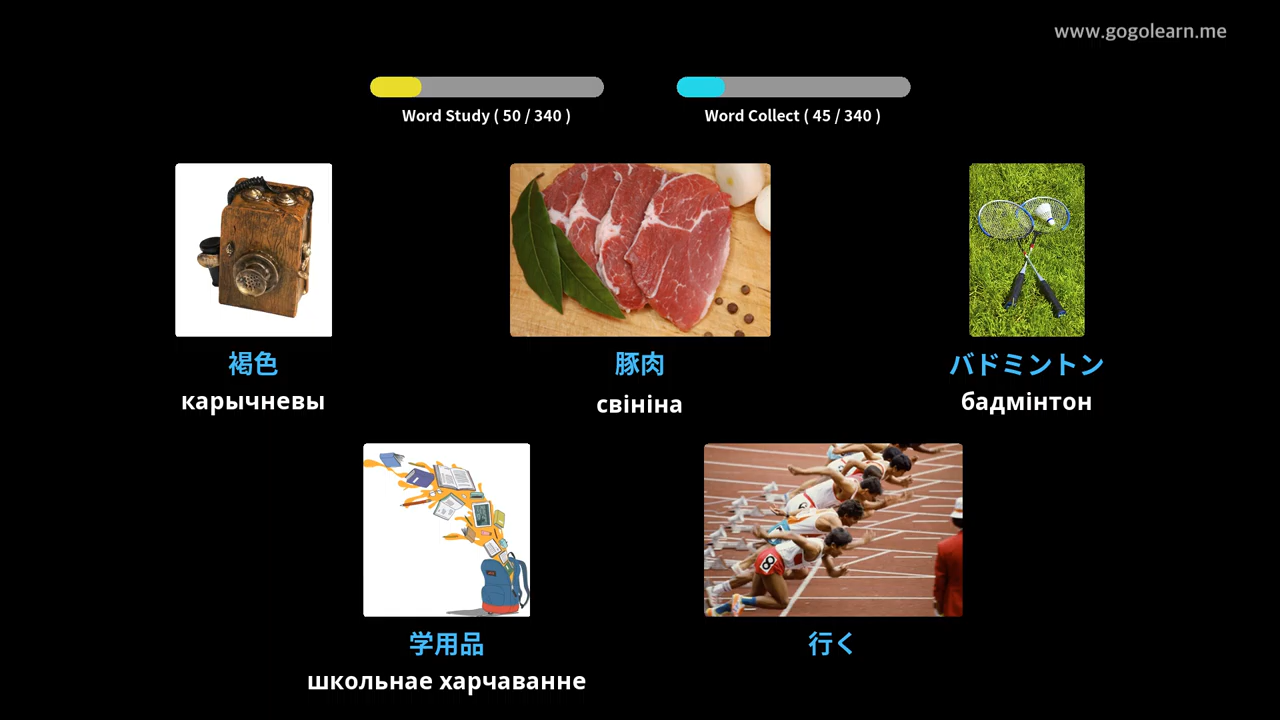 www.gogolearn.me
Word Study ( 50 / 340 )
Word Collect ( 45 / 340 )
褐色
карычневы
豚肉
свініна
バドミントン
бадмінтон
学用品
школьнае харчаванне
行く
8